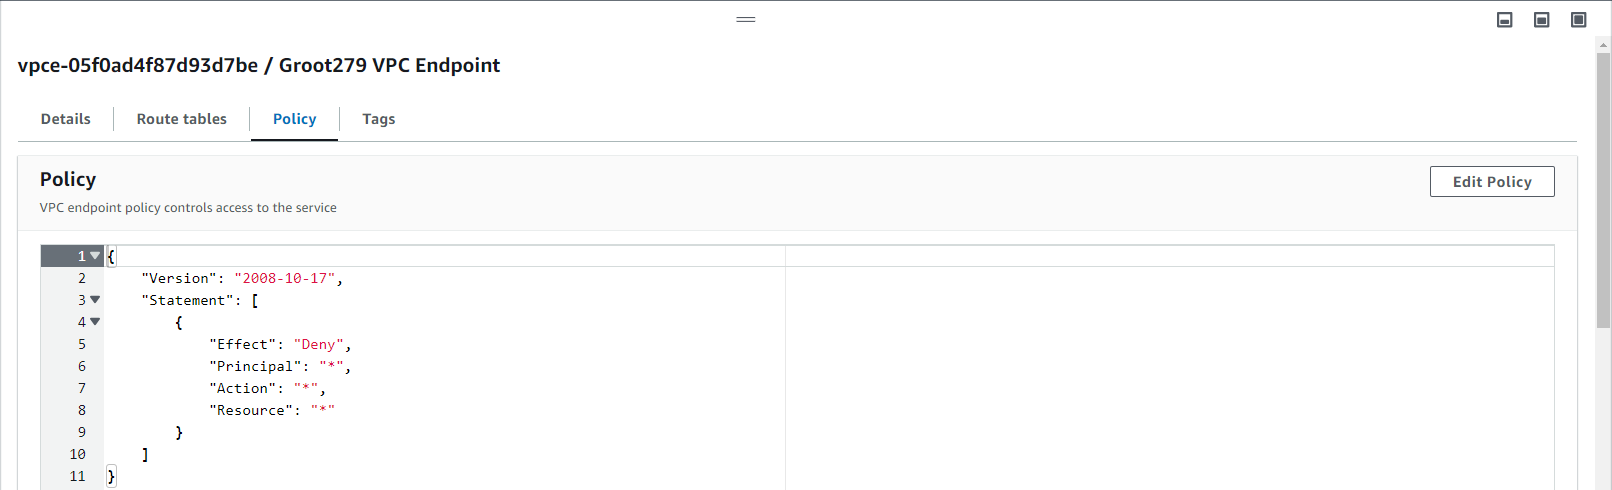 vpce-05f0ad4f87d93d7be / Groot279 VPC Endpoint
Details Route tables Policy Tags
Policy
Edit Policy
VPC endpoint policy controls access to the service
1 {
2 "Version": "2008-10-17",
3 "Statement": [
4 {
5 "Effect": "Deny",
6 "Principal": "*",
7 "Action": "*",
8 "Resource": "*"
9 }
10 ]
11 }